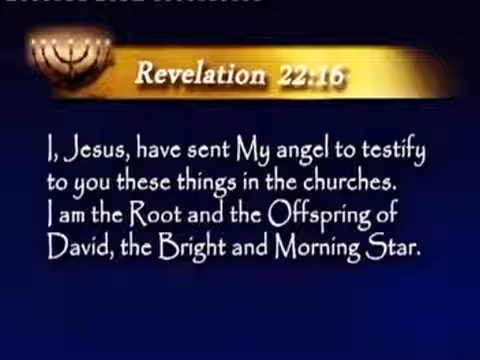 Revelation 22:16
I, Jesus, have sent My angel to testify
to you these things in the churches.
I am the Root and the Offspring of
David, the Bright and Morning Star.